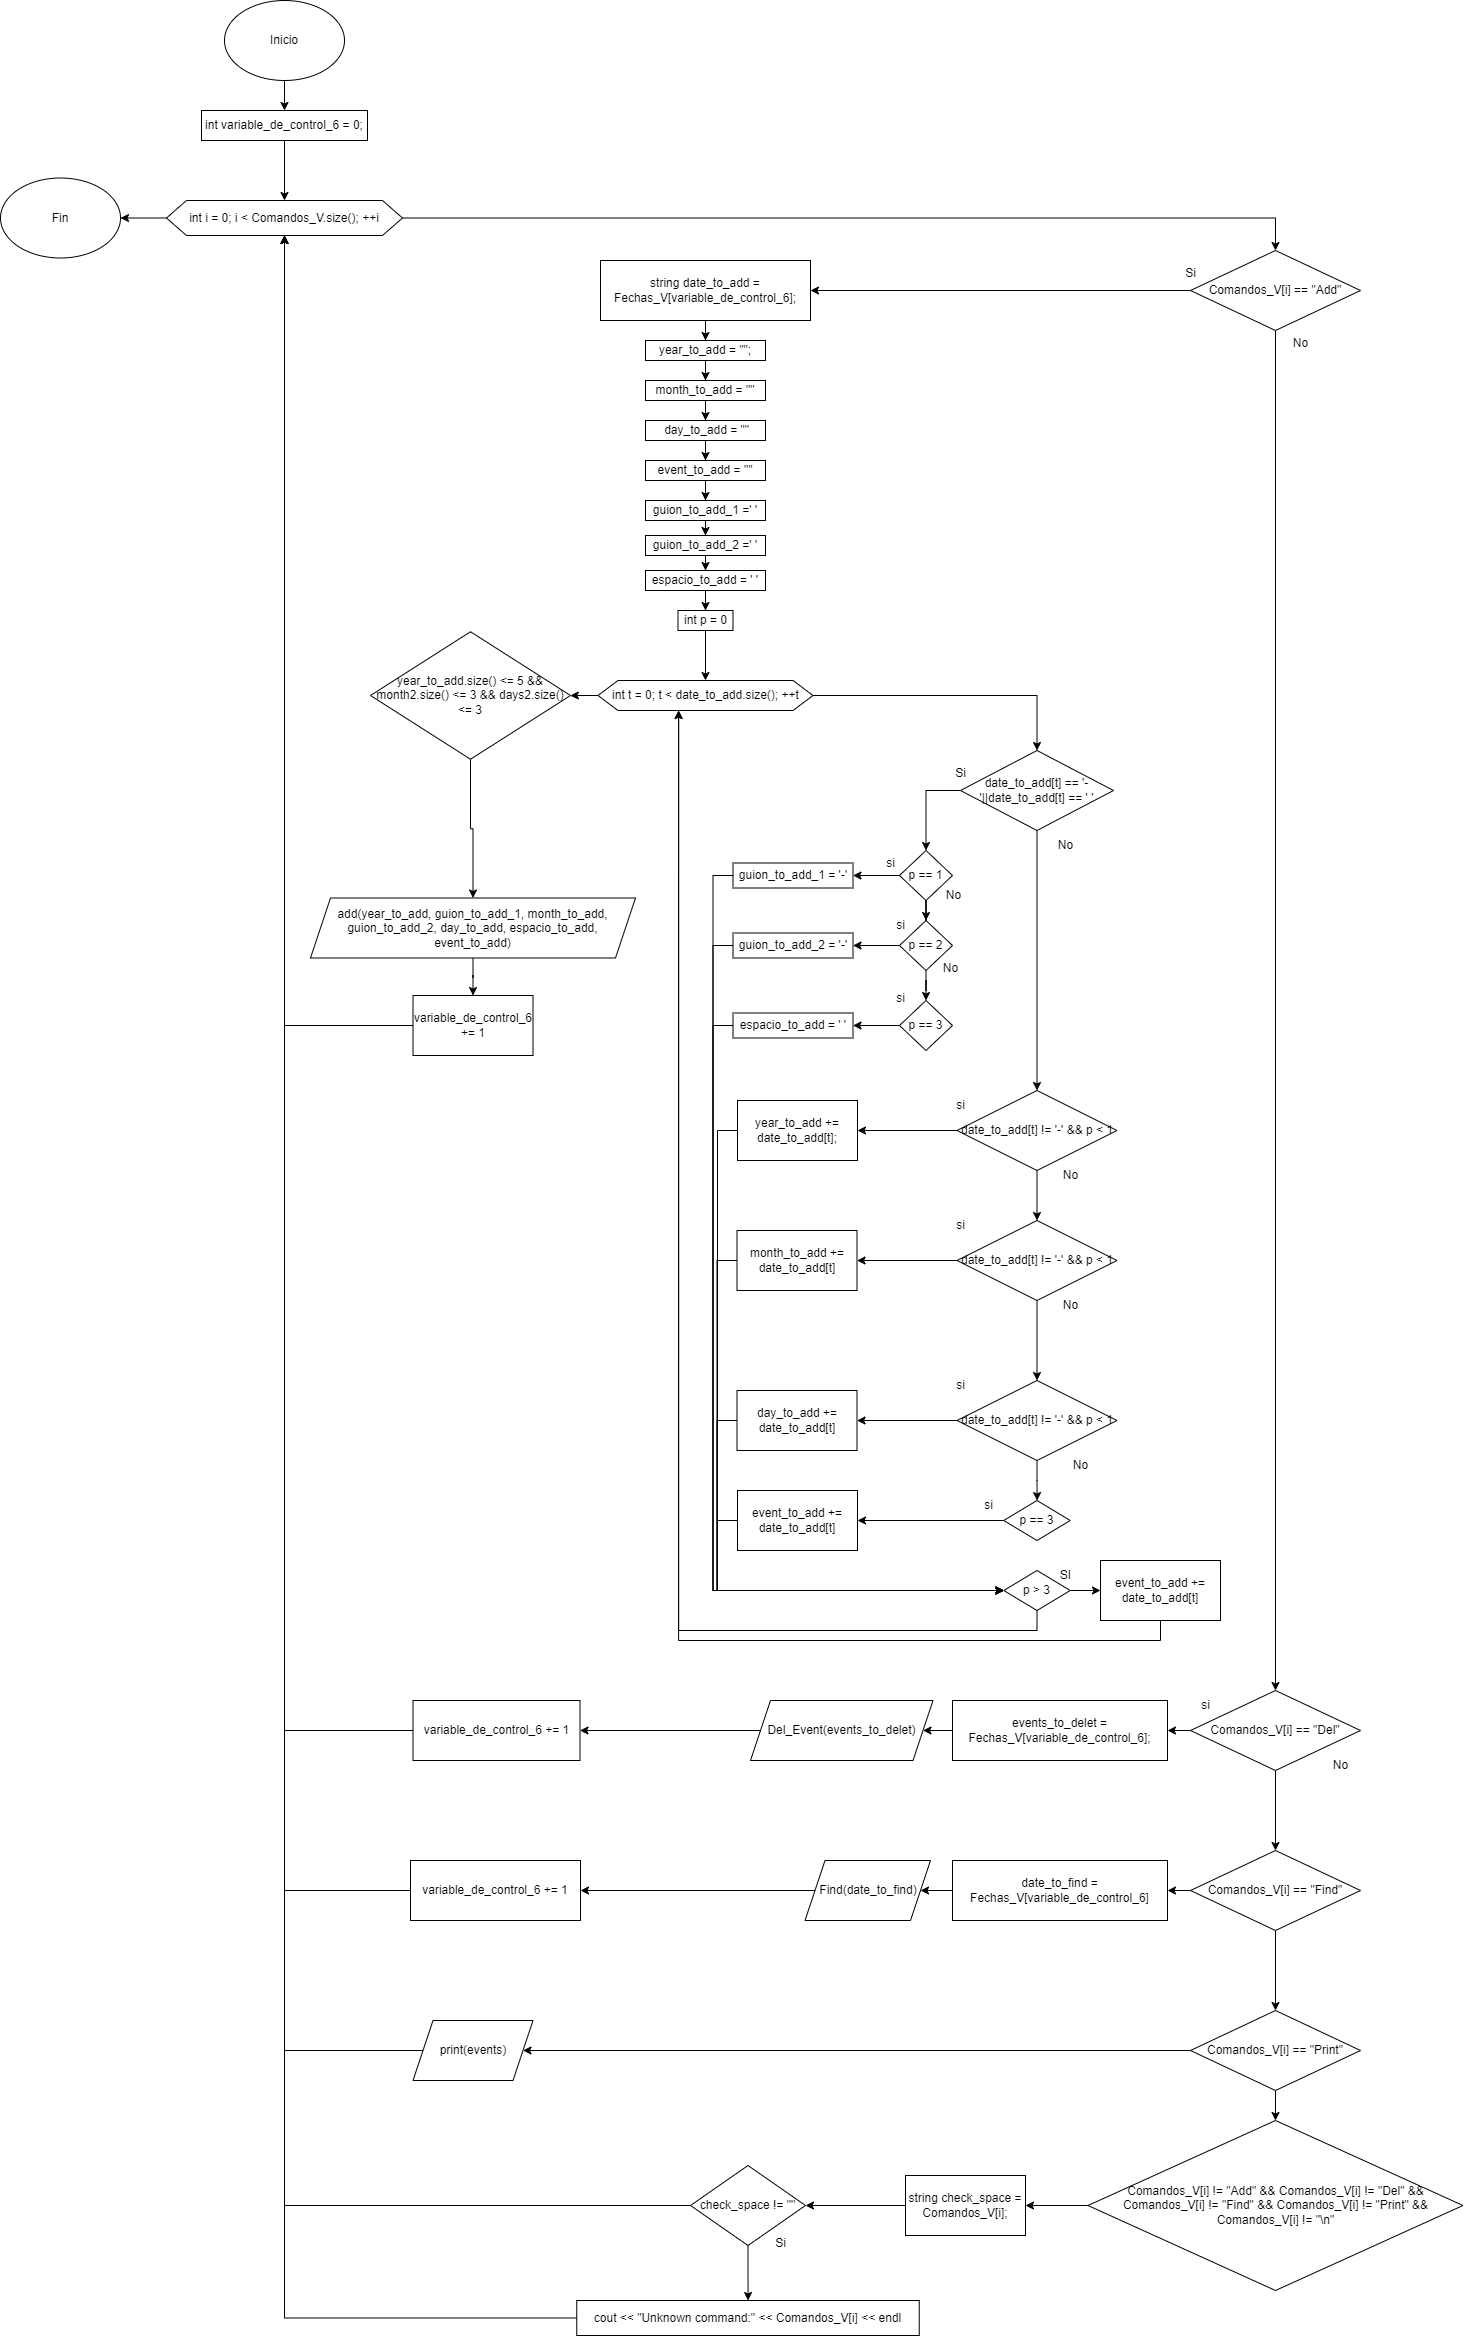 Inicio
int variable_de_control_6 = 0;
Fin
int i = 0; i < Comandos_V.size(); ++i
Si
Comandos_V[i] == "Add"
No
string date_to_add =
Fechas_V[variable_de_control_6];
year_to_add = "";
month_to_add = ""
day_to_add = ""
event_to_add = ""
guion_to_add_1 =' '
guion_to_add_2 =' '
espacio_to_add = ' '
int p = 0
year_to_add.size() <= 5 &&
month2.size() <= 3 && days2.size()
<= 3
int t = 0; t < date_to_add.size(); ++t
Si
date_to_add[t] == '-
'||date_to_add[t] == ' '
No
guion_to_add_1 = '-'
si
p == 1
No
guion_to_add_2 = '-'
si
p == 2
No
espacio_to_add = ' '
si
p == 3
add(year_to_add, guion_to_add_1, month_to_add,
guion_to_add_2, day_to_add, espacio_to_add,
event_to_add)
variable_de_control_6
+= 1
year_to_add +=
date_to_add[t];
si
date_to_add[t] != '-' && p < 1
No
month_to_add +=
date_to_add[t]
si
date_to_add[t] != '-' && p < 1
No
day_to_add +=
date_to_add[t]
si
date_to_add[t] != '-' && p < 1
No
event_to_add +=
date_to_add[t]
si
p == 3
p > 3
SI
event_to_add +=
date_to_add[t]
variable_de_control_6 += 1
Del_Event(events_to_delet)
events_to_delet =
Fechas_V[variable_de_control_6];
si
Comandos_V[i] == "Del"
No
variable_de_control_6 += 1
Find(date_to_find)
date_to_find =
Fechas_V[variable_de_control_6]
Comandos_V[i] == "Find"
print(events)
Comandos_V[i] == "Print"
check_space != ""
Si
string check_space =
Comandos_V[i];
Comandos_V[i] != "Add" && Comandos_V[i] != "Del" &&
Comandos_V[i] != "Find" && Comandos_V[i] != "Print" &&
Comandos_V[i] != "\n"
cout << "Unknown command:" << Comandos_V[i] << endl